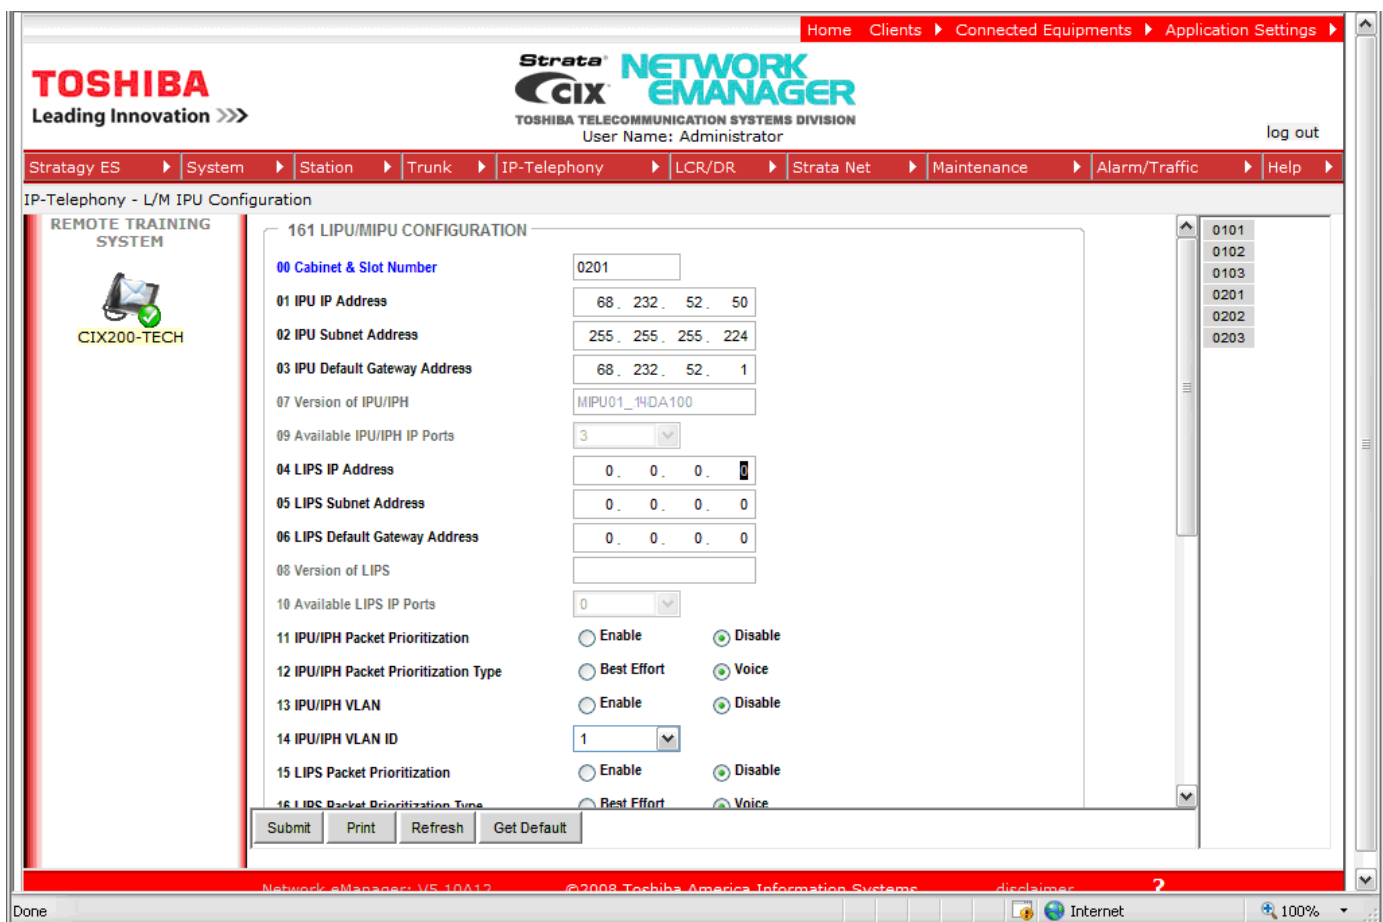 Home Clients Connected Equipments Application Settings
TOSHIBA
Leading Innovation >>>
Strata CIX NETWORK EMANAGER
TOSHIBA TELECOMMUNICATION SYSTEMS DIVISION
User Name: Administrator
log out
Stratagy ES System Station Trunk IP-Telephony LCR/DR Strata Net Maintenance Alarm/Traffic Help
IP-Telephony - L/M IPU Configuration
REMOTE TRAINING
SYSTEM
CIX200-TECH
161 LIPU/MIPU CONFIGURATION
00 Cabinet & Slot Number 0201
01 IPU IP Address 68. 232. 52. 50
02 IPU Subnet Address 255. 255. 255. 224
03 IPU Default Gateway Address 68. 232. 52. 1
07 Version of IPU/IPH MIPU01_14DA100
09 Available IPU/IPH IP Ports 3
04 LIPS IP Address 0. 0. 0. 0
05 LIPS Subnet Address 0. 0. 0. 0
06 LIPS Default Gateway Address 0. 0. 0. 0
08 Version of LIPS
10 Available LIPS IP Ports 0
11 IPU/IPH Packet Prioritization Enable Disable
12 IPU/IPH Packet Prioritization Type Best Effort Voice
13 IPU/IPH VLAN Enable Disable
14 IPU/IPH VLAN ID 1
15 LIPS Packet Prioritization Enable Disable
16 LIPS Packet Prioritization Type Best Effort Voice
0101
0102
0103
0201
0202
0203
Submit Print Refresh Get Default
Network eManager: V5.10A12 ©2008 Toshiba America Information Systems disclaimer ?
Done Internet 100%